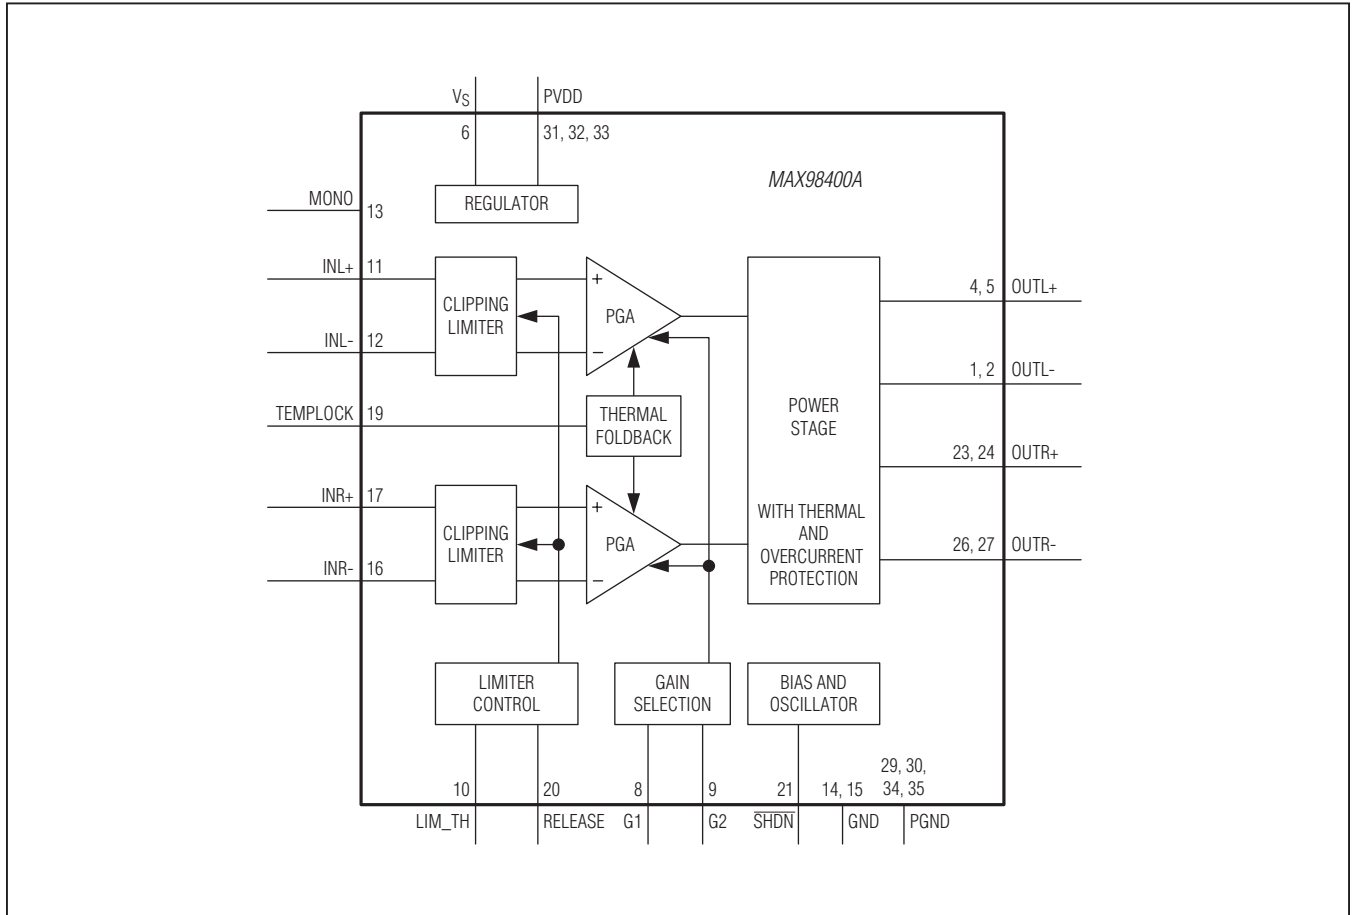 VS PVDD
6 31, 32, 33
MAX98400A
MONO 13
REGULATOR
INL+ 11
CLIPPING
LIMITER
+
PGA
−
INL- 12
4, 5 OUTL+
1, 2 OUTL-
TEMPLOCK 19
THERMAL
FOLDBACK
POWER
STAGE
23, 24 OUTR+
INR+ 17
CLIPPING
LIMITER
+
PGA
−
INR- 16
WITH THERMAL
AND
OVERCURRENT
PROTECTION
26, 27 OUTR-
LIMITER
CONTROL
GAIN
SELECTION
BIAS AND
OSCILLATOR
29, 30,
10 20 8 9 21 14, 15 34, 35
LIM_TH RELEASE G1 G2 SHDN GND PGND